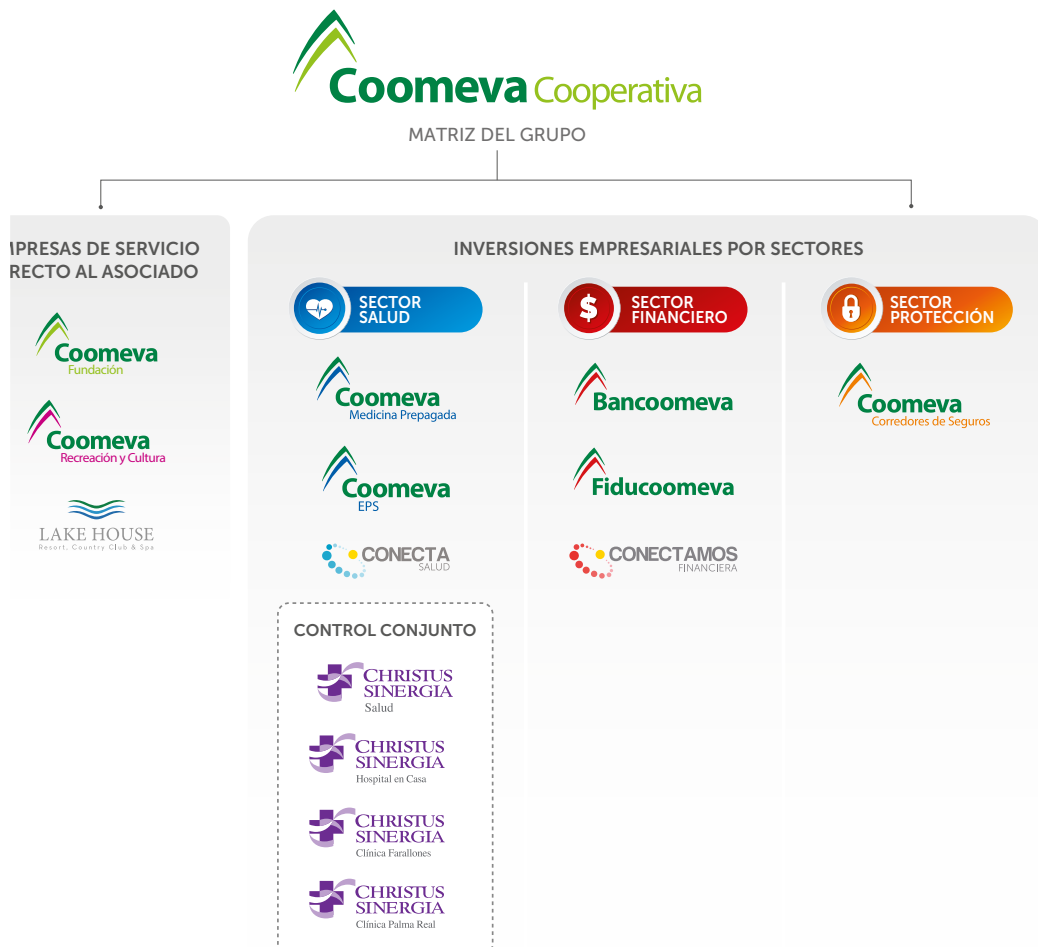 Coomeva Cooperativa
MATRIZ DEL GRUPO
MPRESAS DE SERVICIO
RECTO AL ASOCIADO
Coomeva
Fundación
Coomeva
Recreación y Cultura
LAKE HOUSE
Resort, Country Club & Spa
INVERSIONES EMPRESARIALES POR SECTORES
SECTOR
SALUD
Coomeva
Medicina Prepagada
Coomeva
EPS
CONECTA
SALUD
CONTROL CONJUNTO
CHRISTUS
SINERGIA
Salud
CHRISTUS
SINERGIA
Hospital en Casa
CHRISTUS
SINERGIA
Clínica Farallones
CHRISTUS
SINERGIA
Clínica Palma Real
$
SECTOR
FINANCIERO
Bancoomeva
Fiducoomeva
CONECTAMOS
FINANCIERA
SECTOR
PROTECCIÓN
Coomeva
Corredores de Seguros